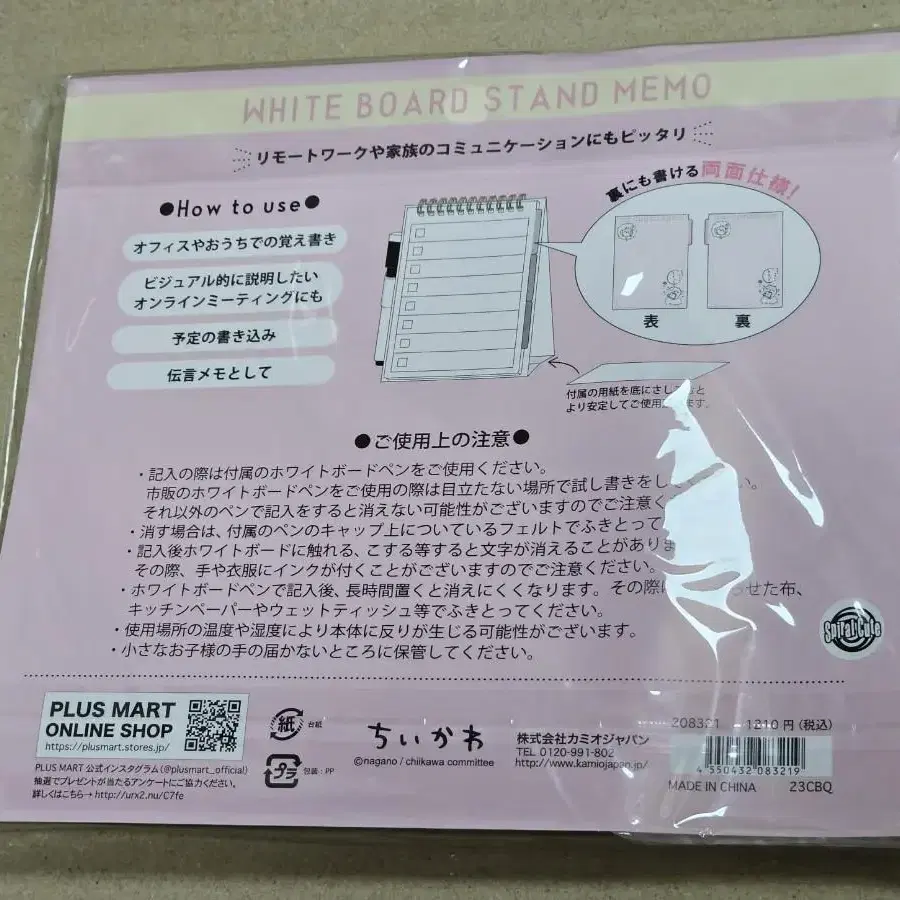 WHITE BOARD STAND MEMO
リモートワークや家族のコミュニケーションにもピッタリ
●How to use●
オフィスやおうちでの覚え書き
ビジュアル的に説明したい
オンラインミーティングにも
予定の書き込み
伝言メモとして
裏にも書ける両面仕様!
表 裏
付属の用紙を底にさし
より安定してご使用
●ご使用上の注意●
・記入の際は付属のホワイトボードペンをご使用ください。
市販のホワイトボードペンをご使用の際は目立たない場所で試し書きを
それ以外のペンで記入をすると消えない可能性がございますのでご注意く
・消す場合は、付属のペンのキャップ上についているフェルトでふきとって
・記入後ホワイトボードに触れる、こする等すると文字が消えることがありま
その際、手や衣服にインクが付くことがございますのでご注意ください。
・ホワイトボードペンで記入後、長時間置くと消えにくくなります。その際 せた布、
キッチンペーパーやウェットティッシュ等でふきとってください。
・使用場所の温度や湿度により本体に反りが生じる可能性がございます。
・小さなお子様の手の届かないところに保管してください。
SpiralCute
PLUS MART
ONLINE SHOP
https://plusmart.stores.jp/
PLUS MART 公式インスタグラム(@plusmart_official)
抽選でプレゼントが当たるアンケートにご協力ください。
詳しくはこちら→http://urx2.nu/C7fe
紙 台紙
プラ 包装:PP
ちいかわ
©nagano / chiikawa committee
株式会社カミオジャパン
TEL 0120-991-802
http://www.kamiojapan.jp/
208321 1210円(税込)
4 550432 083219
MADE IN CHINA 23CBQ